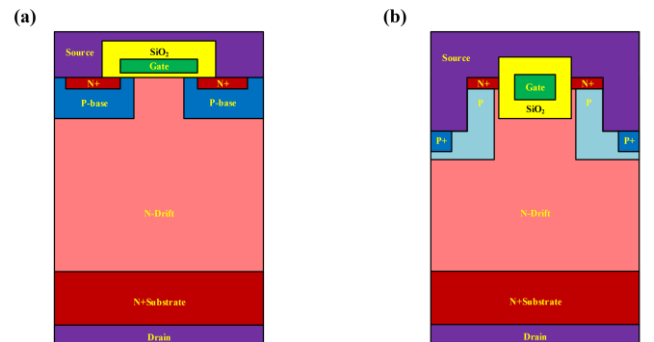 (a)
Source
SiO₂
Gate
N+
N+
P-base
P-base
N-Drift
N+Substrate
Drain
(b)
Source
N+
N+
Gate
P
P
SiO₂
P+
P+
N-Drift
N+Substrate
Drain